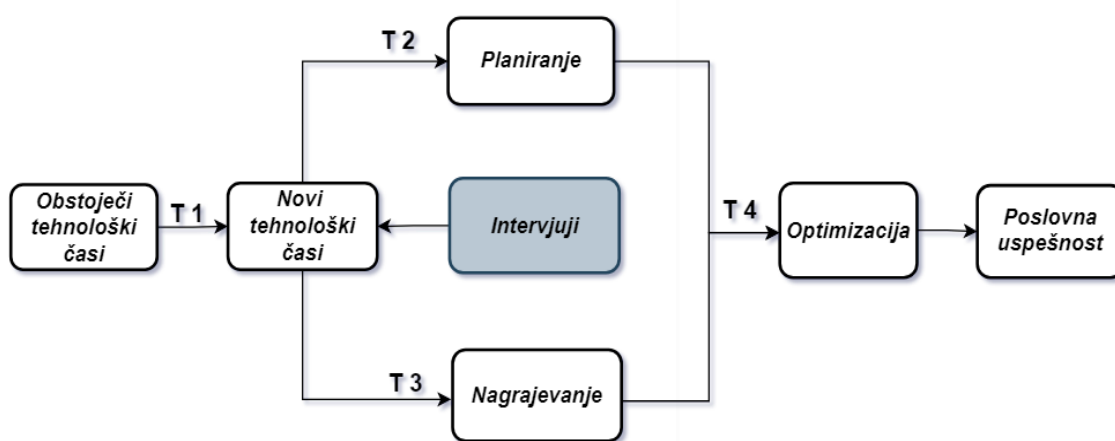 T 2
Planiranje
Obstoječi
tehnološki
časi
T 1
Novi
tehnološki
časi
Intervjuji
T 4
Optimizacija
Poslovna
uspešnost
T 3
Nagrajevanje